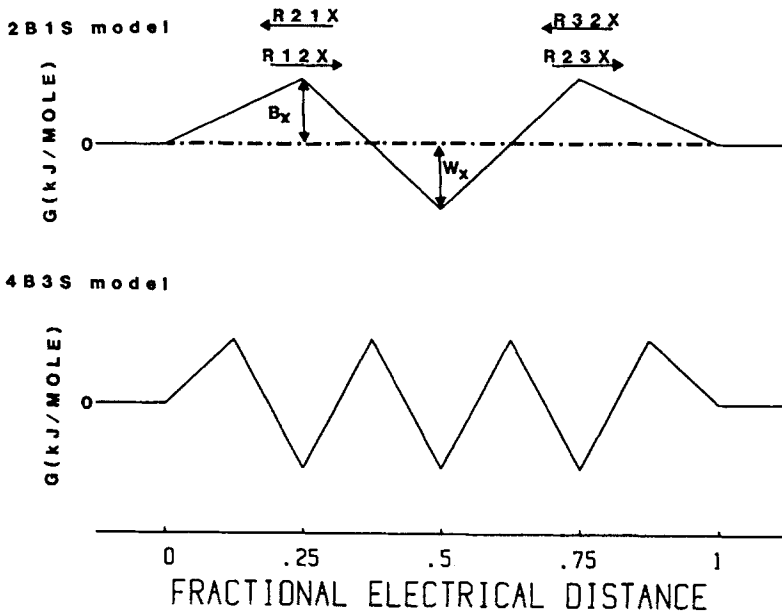 2B1S model
R21X
R32X
R12X
R23X
G(kJ/MOLE)
0
Bx
Wx
4B3S model
G(kJ/MOLE)
0
0 .25 .5 .75 1
FRACTIONAL ELECTRICAL DISTANCE